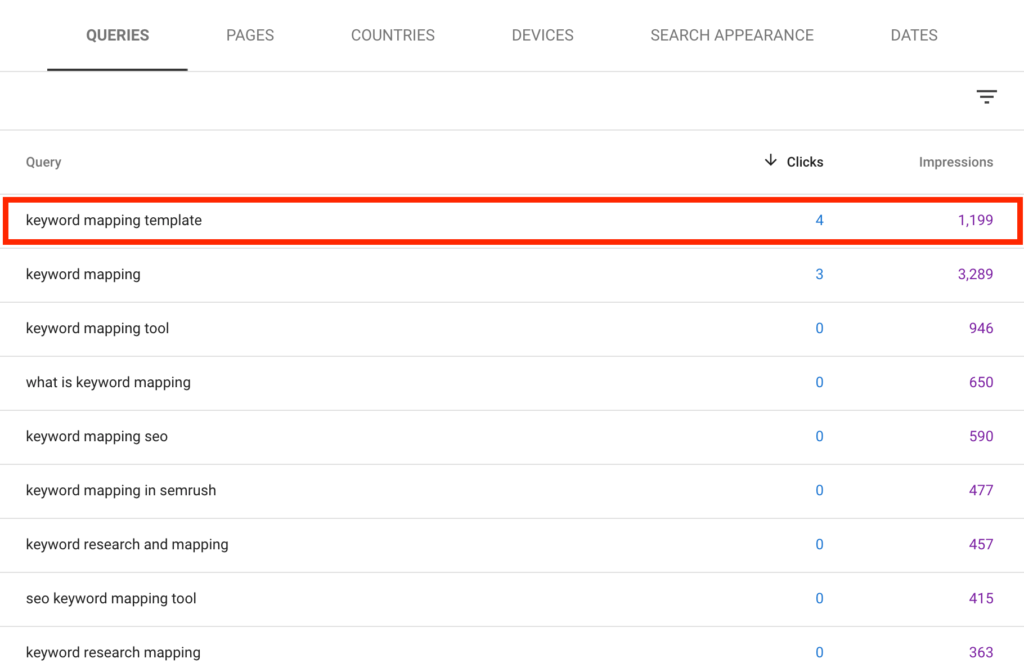 QUERIES PAGES COUNTRIES DEVICES SEARCH APPEARANCE DATES
Query Clicks Impressions
keyword mapping template 4 1,199
keyword mapping 3 3,289
keyword mapping tool 0 946
what is keyword mapping 0 650
keyword mapping seo 0 590
keyword mapping in semrush 0 477
keyword research and mapping 0 457
seo keyword mapping tool 0 415
keyword research mapping 0 363